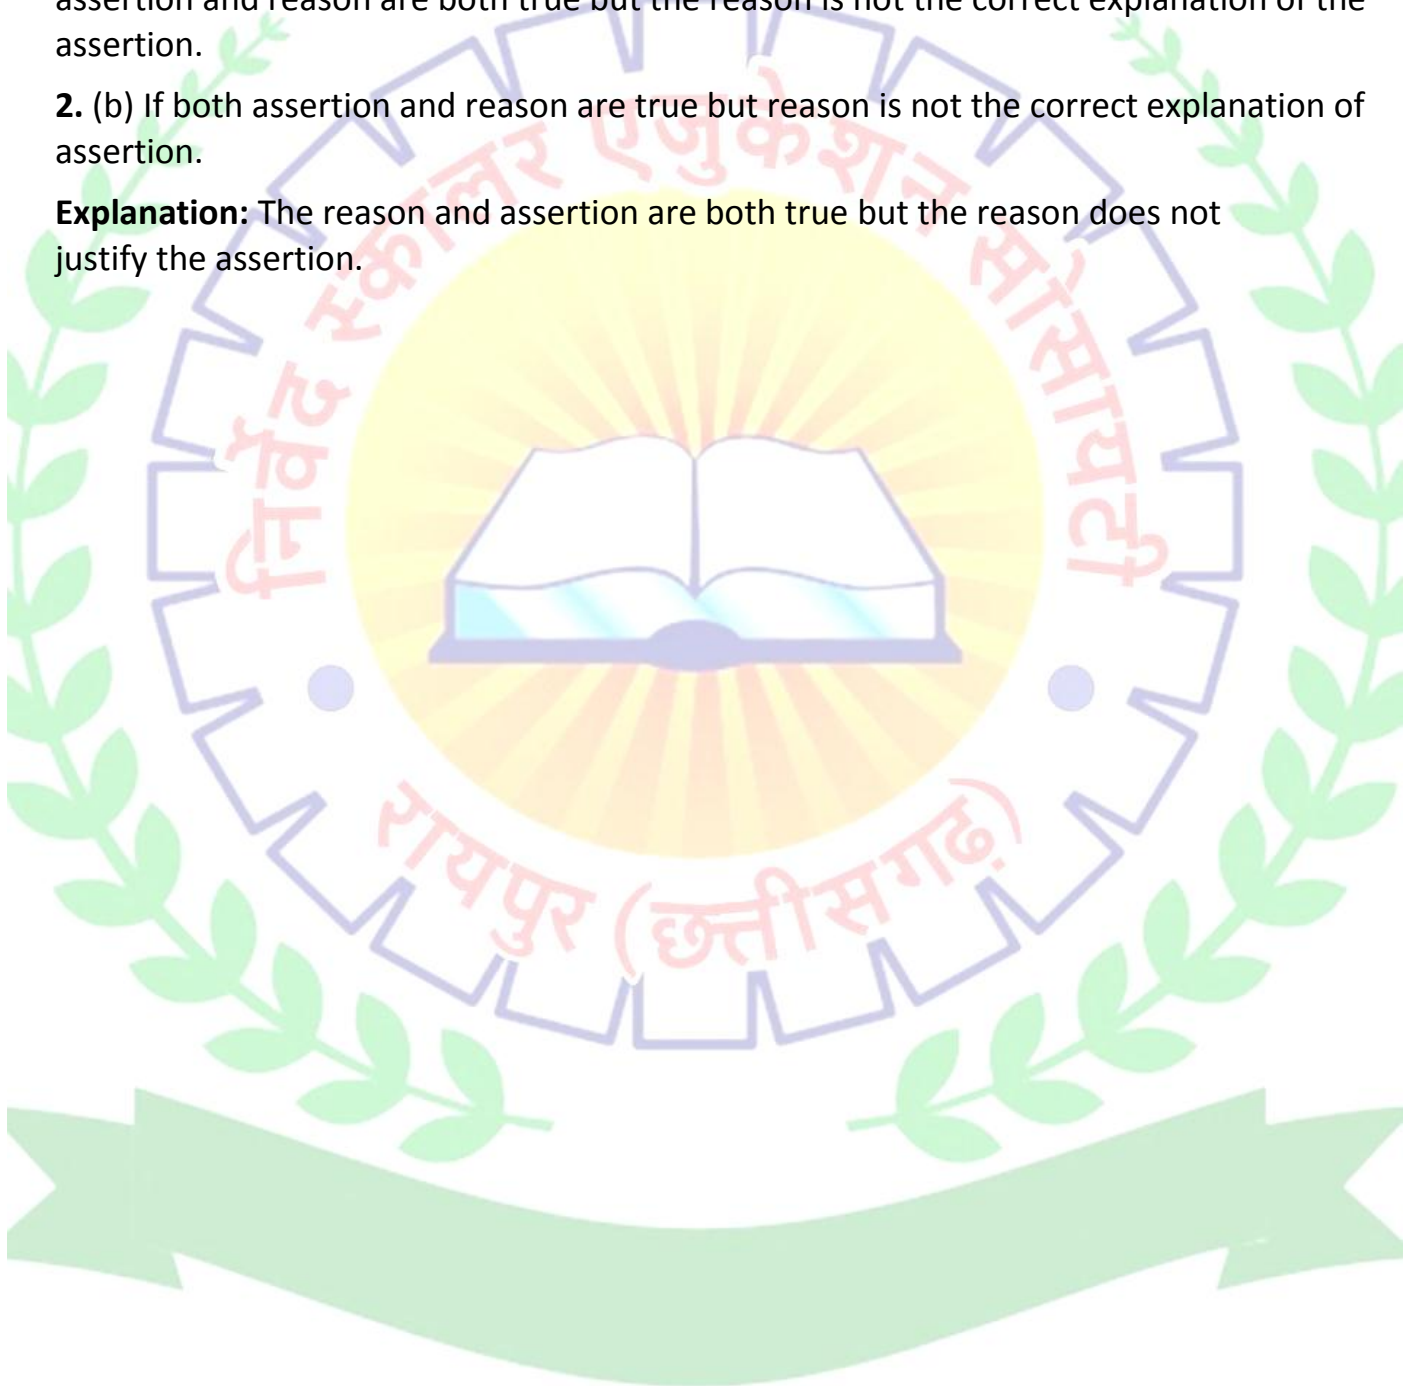 assertion and reason are both true but the reason is not the correct explanation of the
assertion.
2. (b) If both assertion and reason are true but reason is not the correct explanation of
assertion.
Explanation: The reason and assertion are both true but the reason does not
justify the assertion.
निर्वेद स्कालर एजुकेशन सोसायटी
रायपुर (छत्तीसगढ़)